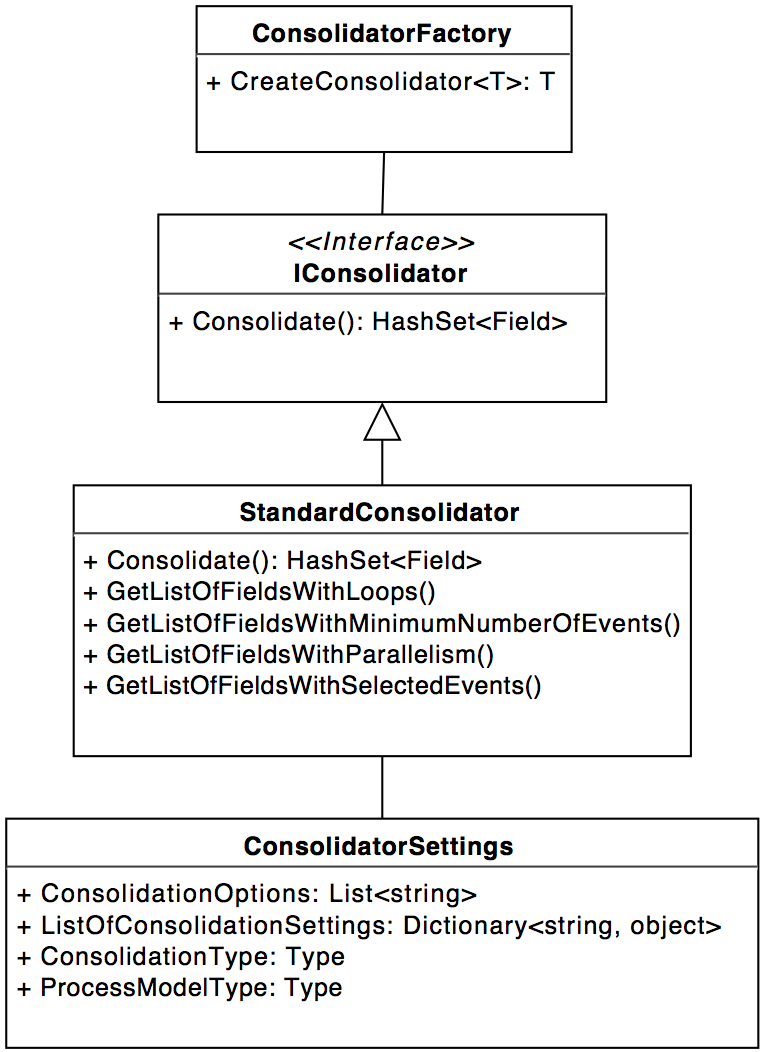 ConsolidatorFactory
+ CreateConsolidator<T>: T
<<Interface>>
IConsolidator
+ Consolidate(): HashSet<Field>
StandardConsolidator
+ Consolidate(): HashSet<Field>
+ GetListOfFieldsWithLoops()
+ GetListOfFieldsWithMinimumNumberOfEvents()
+ GetListOfFieldsWithParallelism()
+ GetListOfFieldsWithSelectedEvents()
ConsolidatorSettings
+ ConsolidationOptions: List<string>
+ ListOfConsolidationSettings: Dictionary<string, object>
+ ConsolidationType: Type
+ ProcessModelType: Type